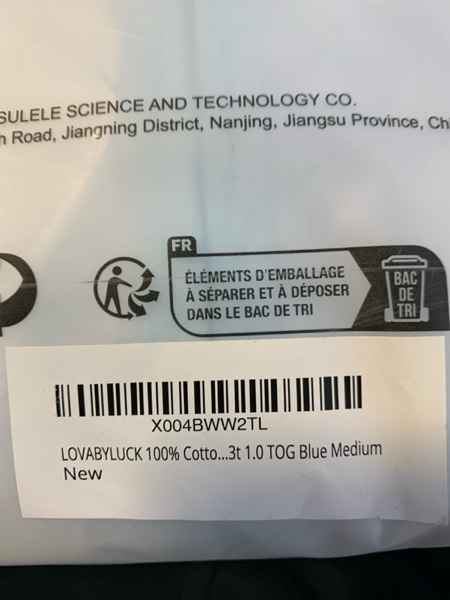 SULELE SCIENCE AND TECHNOLOGY CO.
Road, Jiangning District, Nanjing, Jiangsu Province,
FR
ÉLÉMENTS D'EMBALLAGE
À SÉPARER ET À DÉPOSER
DANS LE BAC DE TRI
BAC
DE
TRI
X004BWW2TL
LOVABYLUCK 100% Cotto...3t 1.0 TOG Blue Medium
New